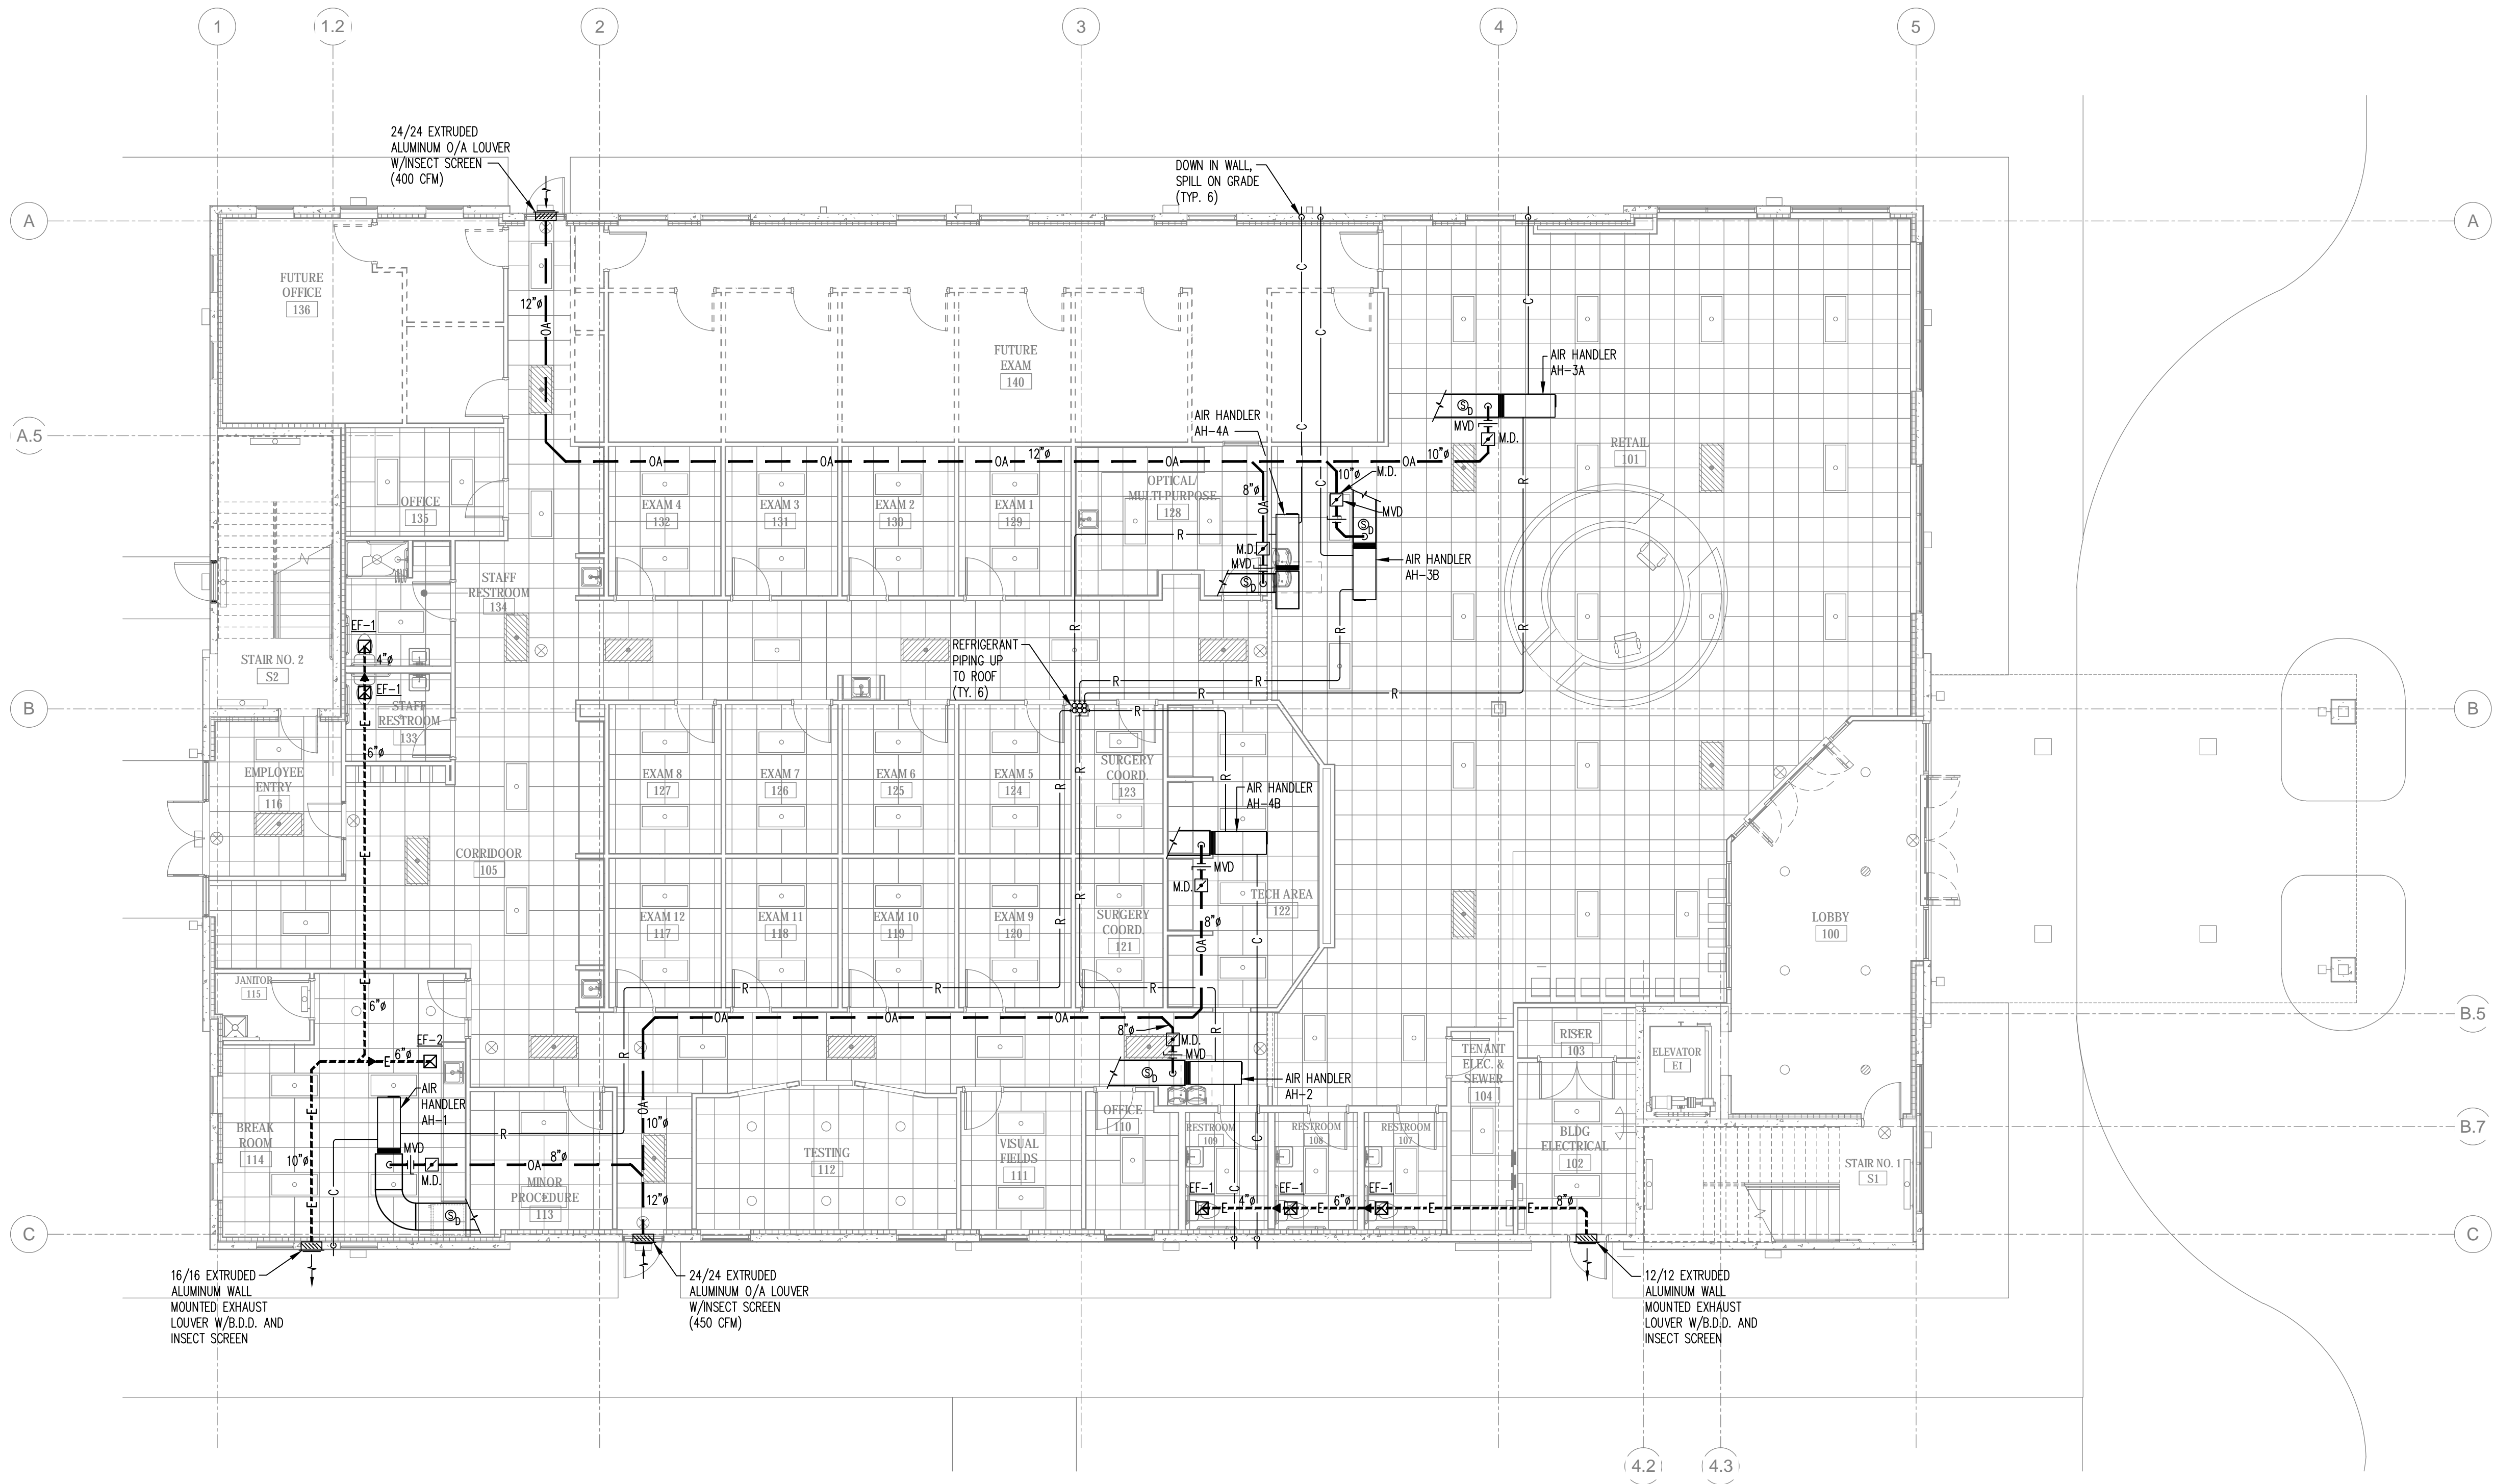 1
1.2
2
3
4
5
24/24 EXTRUDED
ALUMINUM O/A LOUVER
W/INSECT SCREEN
(400 CFM)
DOWN IN WALL,
SPILL ON GRADE
(TYP. 6)
A
A
FUTURE
OFFICE
136
12"ø
OA
C
C
C
FUTURE
EXAM
140
AIR HANDLER
AH-3A
AIR HANDLER
AH-4A
C
SD
MVD
M.D.
A.5
RETAIL
101
OA
OA
OA
12"ø
OA
10"ø
OA
10"ø
M.D.
OFFICE
135
EXAM 4
132
EXAM 3
131
EXAM 2
130
EXAM 1
129
OPTICAL/
MULTI-PURPOSE
128
8"ø
OA
C
MVD
R
SD
R
M.D.
MVD
SD
AIR HANDLER
AH-3B
STAFF
RESTROOM
134
EF-1
4"ø
R
R
R
REFRIGERANT
PIPING UP
TO ROOF
(TY. 6)
STAIR NO. 2
S2
EF-1
R
R
R
R
B
B
STAFF
RESTROOM
133
R
6"ø
E
EMPLOYEE
ENTRY
116
EXAM 8
127
EXAM 7
126
EXAM 6
125
EXAM 5
124
SURGERY
COORD.
123
R
R
R
AIR HANDLER
AH-4B
CORRIDOOR
105
E
MVD
M.D.
TECH AREA
122
EXAM 12
117
EXAM 11
118
EXAM 10
119
EXAM 9
120
SURGERY
COORD.
121
R
R
8"ø
OA
C
LOBBY
100
JANITOR
115
E
6"ø
R
R
R
OA
OA
OA
8"ø
M.D.
MVD
R
B.5
EF-2
6"ø
E
R
SD
RISER
103
TENANT
ELEC. &
SEWER
104
ELEVATOR
E1
AIR HANDLER
AH-2
AIR
HANDLER
AH-1
E
R
OA
10"ø
OFFICE
110
BREAK
ROOM
114
MVD
RESTROOM
109
RESTROOM
108
RESTROOM
107
C
C
BLDG
ELECTRICAL
102
B.7
10"ø
OA
8"ø
M.D.
TESTING
112
VISUAL
FIELDS
111
STAIR NO. 1
S1
C
E
MINOR
PROCEDURE
113
12"ø
SD
EF-1
E
4"ø
EF-1
E
6"ø
EF-1
E
E
8"ø
C
C
C
16/16 EXTRUDED
ALUMINUM WALL
MOUNTED EXHAUST
LOUVER W/B.D.D. AND
INSECT SCREEN
24/24 EXTRUDED
ALUMINUM O/A LOUVER
W/INSECT SCREEN
(450 CFM)
12/12 EXTRUDED
ALUMINUM WALL
MOUNTED EXHAUST
LOUVER W/B.D.D. AND
INSECT SCREEN
4.2
4.3